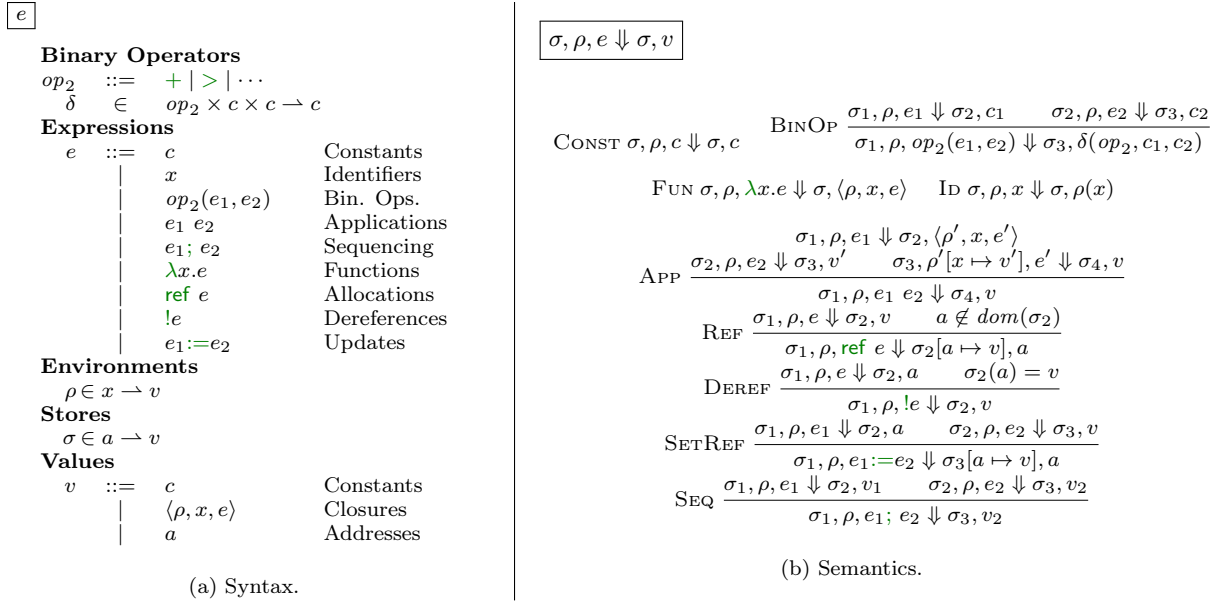 e
Binary Operators
op₂ ::= + | > | ···
δ ∈ op₂ × c × c ⇀ c
Expressions
e ::= c Constants
| x Identifiers
| op₂(e₁, e₂) Bin. Ops.
| e₁ e₂ Applications
| e₁; e₂ Sequencing
| λx.e Functions
| ref e Allocations
| !e Dereferences
| e₁:=e₂ Updates
Environments
ρ ∈ x ⇀ v
Stores
σ ∈ a ⇀ v
Values
v ::= c Constants
| ⟨ρ, x, e⟩ Closures
| a Addresses
(a) Syntax.
σ, ρ, e ⇓ σ, v
Const σ, ρ, c ⇓ σ, c
σ₁, ρ, e₁ ⇓ σ₂, c₁ σ₂, ρ, e₂ ⇓ σ₃, c₂
BinOp
σ₁, ρ, op₂(e₁, e₂) ⇓ σ₃, δ(op₂, c₁, c₂)
Fun σ, ρ, λx.e ⇓ σ, ⟨ρ, x, e⟩ Id σ, ρ, x ⇓ σ, ρ(x)
σ₁, ρ, e₁ ⇓ σ₂, ⟨ρ′, x, e′⟩
σ₂, ρ, e₂ ⇓ σ₃, v′ σ₃, ρ′[x ↦ v′], e′ ⇓ σ₄, v
App
σ₁, ρ, e₁ e₂ ⇓ σ₄, v
σ₁, ρ, e ⇓ σ₂, v a ∉ dom(σ₂)
Ref
σ₁, ρ, ref e ⇓ σ₂[a ↦ v], a
σ₁, ρ, e ⇓ σ₂, a σ₂(a) = v
Deref
σ₁, ρ, !e ⇓ σ₂, v
σ₁, ρ, e₁ ⇓ σ₂, a σ₂, ρ, e₂ ⇓ σ₃, v
SetRef
σ₁, ρ, e₁:=e₂ ⇓ σ₃[a ↦ v], a
σ₁, ρ, e₁ ⇓ σ₂, v₁ σ₂, ρ, e₂ ⇓ σ₃, v₂
Seq
σ₁, ρ, e₁; e₂ ⇓ σ₃, v₂
(b) Semantics.